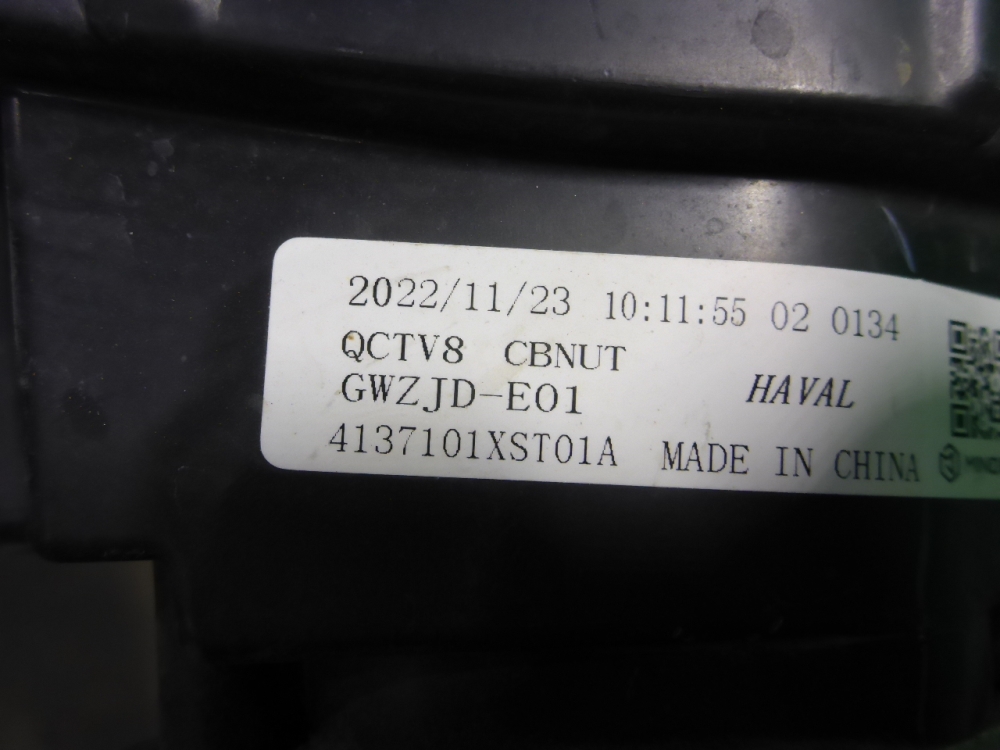 2022/11/23 10:11:55 02 0134
QCTV8 CBNUT
GWZJD-E01 HAVAL
4137101XST01A MADE IN CHINA